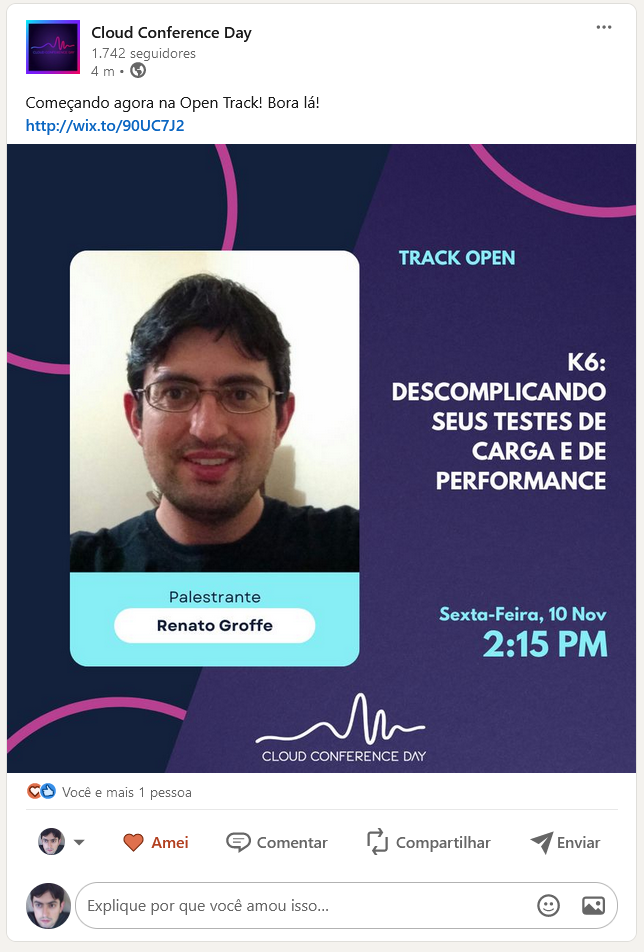 Cloud Conference Day
1.742 seguidores
4 m •
Começando agora na Open Track! Bora lá!
http://wix.to/90UC7J2
TRACK OPEN
K6:
DESCOMPLICANDO
SEUS TESTES DE
CARGA E DE
PERFORMANCE
Palestrante
Renato Groffe
Sexta-Feira, 10 Nov
2:15 PM
CLOUD CONFERENCE DAY
Você e mais 1 pessoa
Amei
Comentar
Compartilhar
Enviar
Explique por que você amou isso...